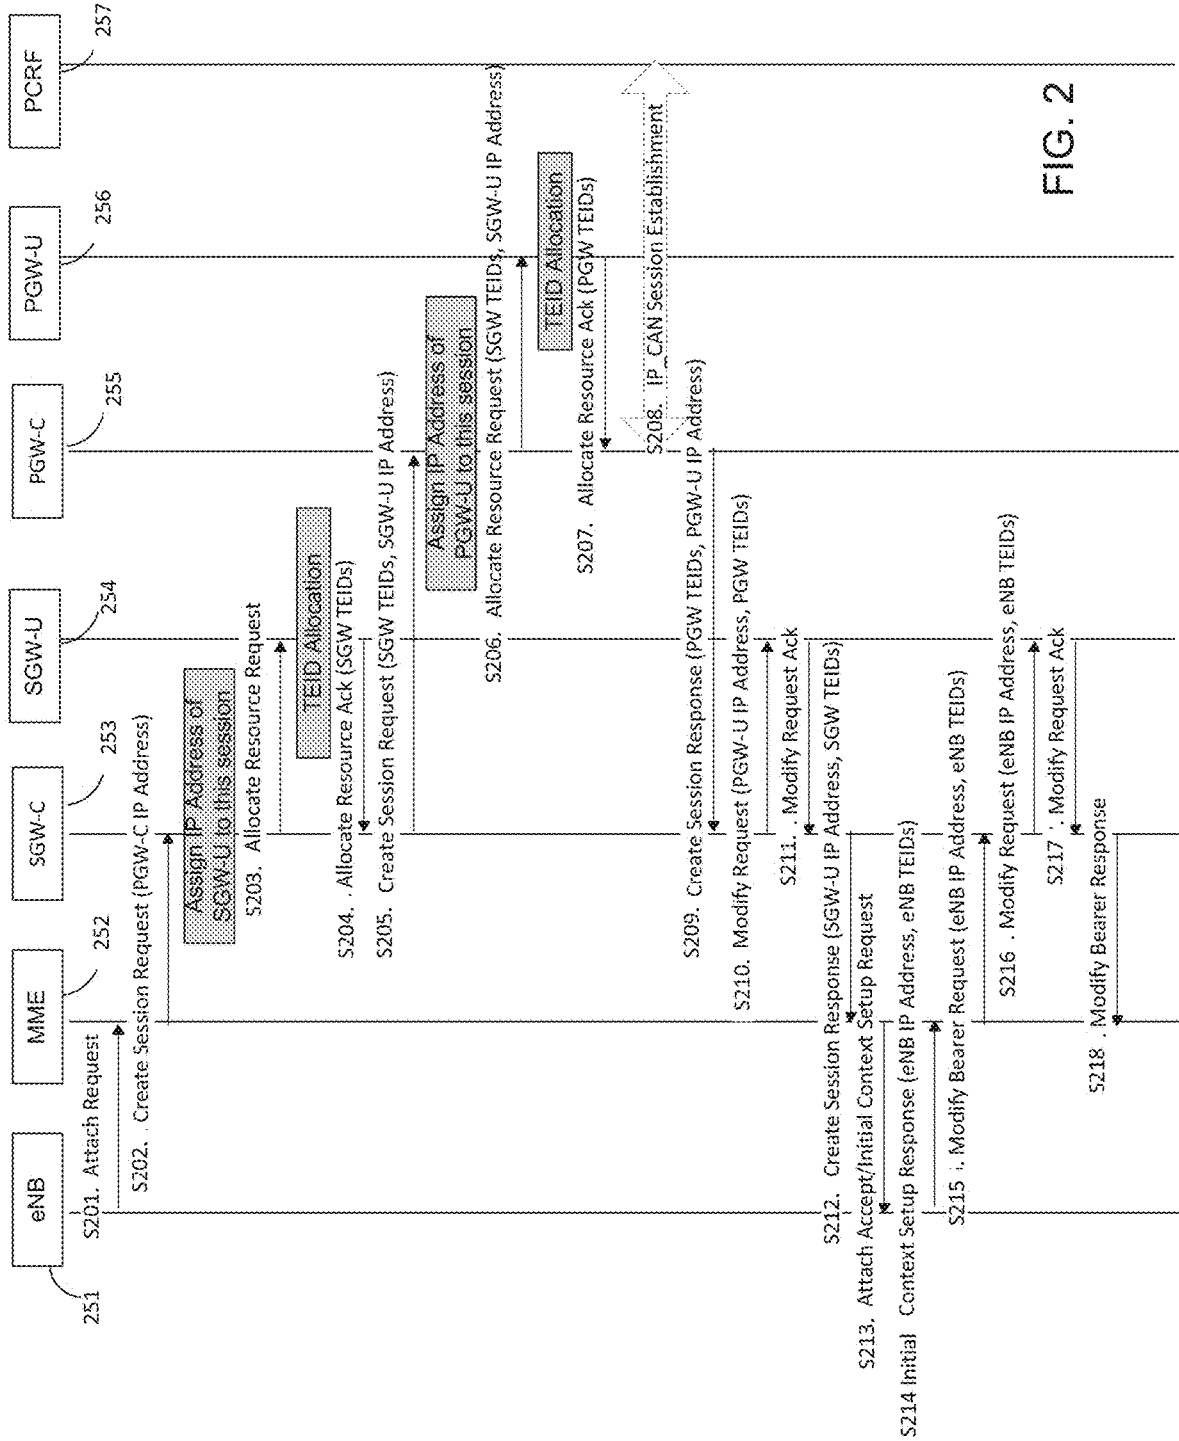 eNB
MME
SGW-C
SGW-U
PGW-C
PGW-U
PCRF
251
252
253
254
255
256
257
S201. Attach Request
S202. . Create Session Request (PGW-C IP Address)
Assign IP Address of
SGW-U to this session
S203. Allocate Resource Request
TEID Allocation
S204. . Allocate Resource Ack (SGW TEIDs)
S205. Create Session Request (SGW TEIDs, SGW-U IP Address)
Assign IP Address of
PGW-U to this session
S206. Allocate Resource Request (SGW TEIDs, SGW-U IP Address)
TEID Allocation
S207. Allocate Resource Ack (PGW TEIDs)
S208. IP_CAN Session Establishment
S209. Create Session Response (PGW TEIDs, PGW-U IP Address)
S210. Modify Request (PGW-U IP Address, PGW TEIDs)
S211. . Modify Request Ack
S212. Create Session Response (SGW-U IP Address, SGW TEIDs)
S213. Attach Accept/Initial Context Setup Request
S214 Initial Context Setup Response (eNB IP Address, eNB TEIDs)
S215 . Modify Bearer Request (eNB IP Address, eNB TEIDs)
S216 . Modify Request (eNB IP Address, eNB TEIDs)
S217 . Modify Request Ack
S218 . Modify Bearer Response
FIG. 2